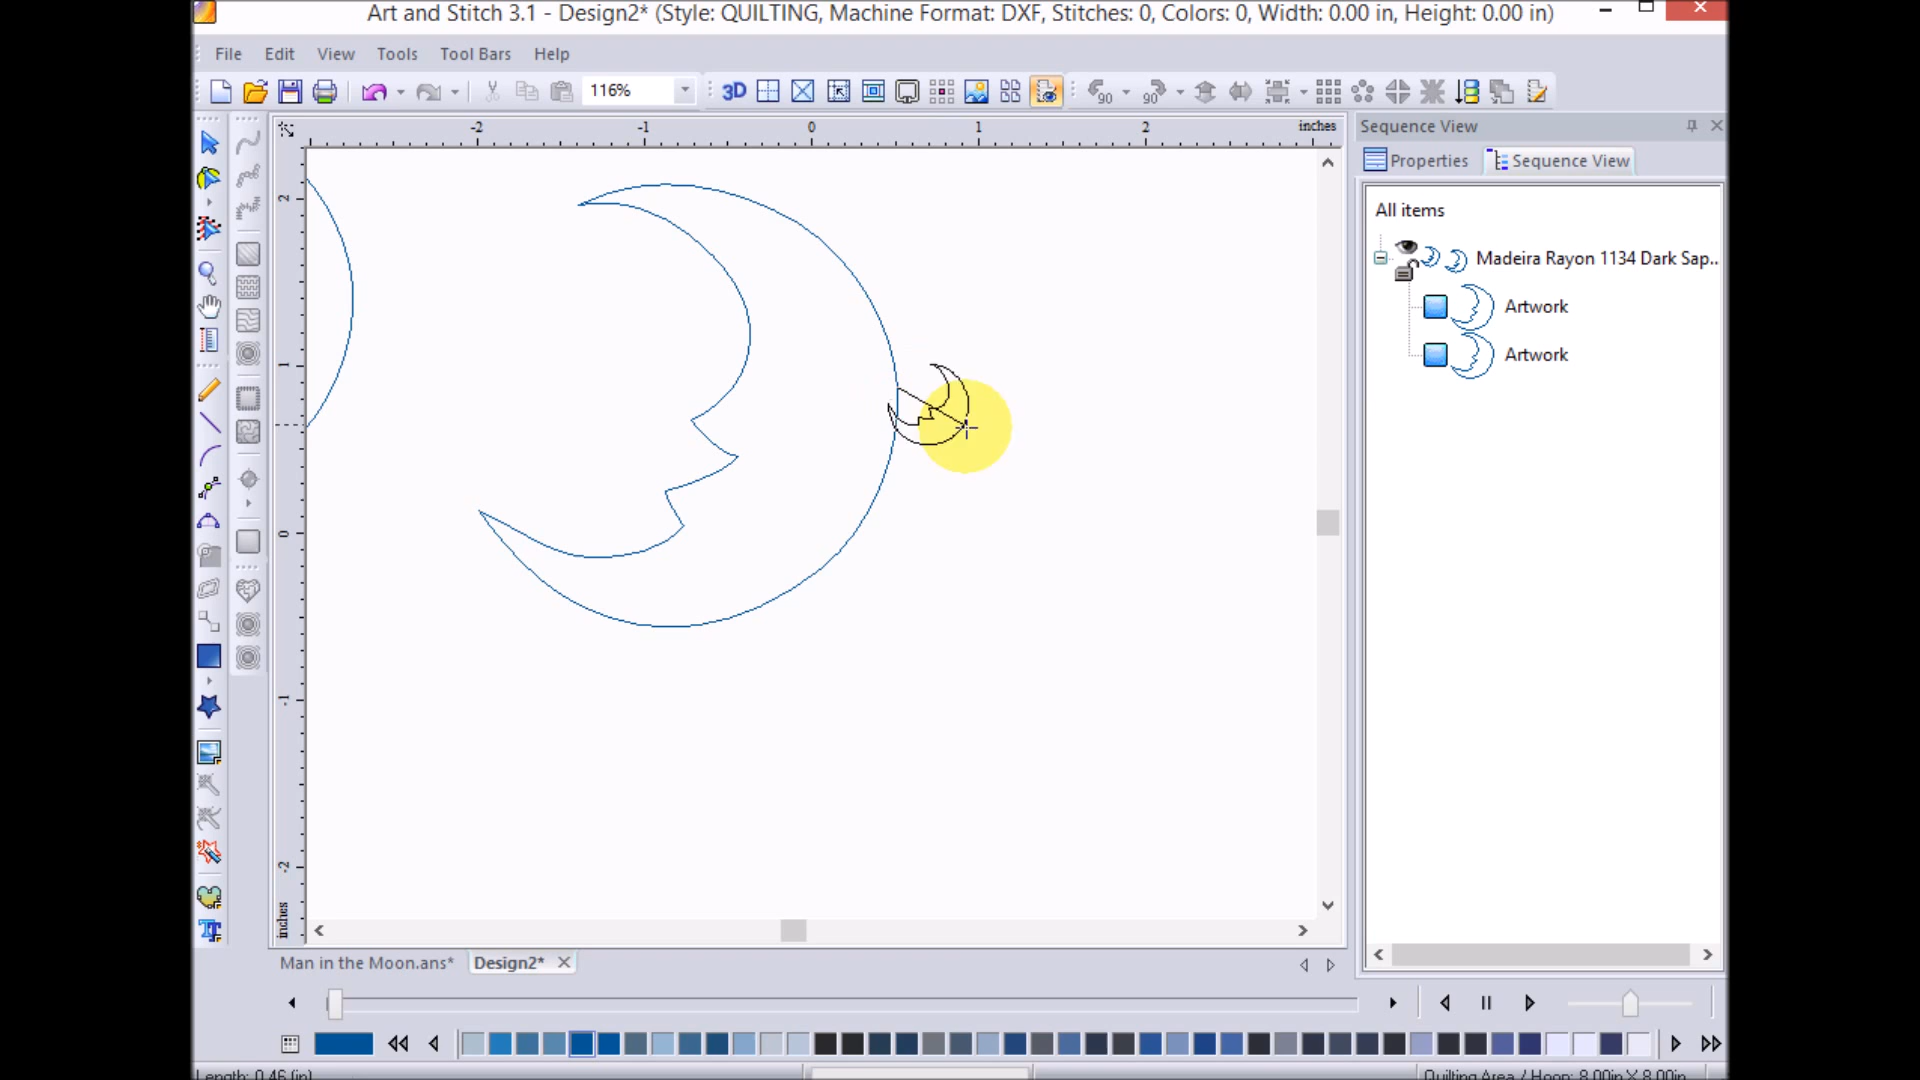 Art and Stitch 3.1 - Design2* (Style: QUILTING, Machine Format: DXF, Stitches: 0, Colors: 0, Width: 0.00 in, Height: 0.00 in)
File Edit View Tools Tool Bars Help
116% 3D 90 90
-2 -1 0 1 2 inches
Sequence View
Properties Sequence View
2
1
0
-1
-2
inches
All items
Madeira Rayon 1134 Dark Sap..
Artwork
Artwork
Man in the Moon.ans* Design2*
Length: 0.46 (in) Quilting Area / Hoop: 8.00in X 8.00in